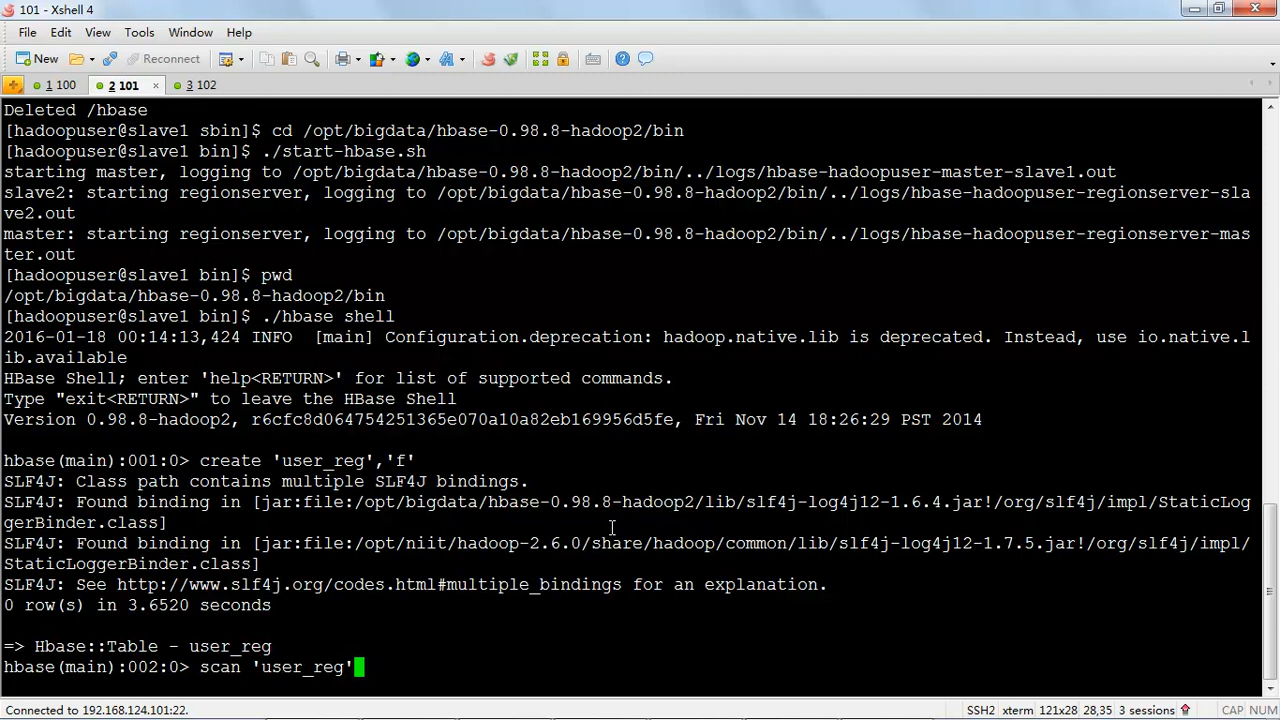 101 - Xshell 4
File Edit View Tools Window Help
New Reconnect
1 100 2 101 × 3 102
Deleted /hbase
[hadoopuser@slave1 sbin]$ cd /opt/bigdata/hbase-0.98.8-hadoop2/bin
[hadoopuser@slave1 bin]$ ./start-hbase.sh
starting master, logging to /opt/bigdata/hbase-0.98.8-hadoop2/bin/../logs/hbase-hadoopuser-master-slave1.out
slave2: starting regionserver, logging to /opt/bigdata/hbase-0.98.8-hadoop2/bin/../logs/hbase-hadoopuser-regionserver-sla
ve2.out
master: starting regionserver, logging to /opt/bigdata/hbase-0.98.8-hadoop2/bin/../logs/hbase-hadoopuser-regionserver-mas
ter.out
[hadoopuser@slave1 bin]$ pwd
/opt/bigdata/hbase-0.98.8-hadoop2/bin
[hadoopuser@slave1 bin]$ ./hbase shell
2016-01-18 00:14:13,424 INFO  [main] Configuration.deprecation: hadoop.native.lib is deprecated. Instead, use io.native.l
ib.available
HBase Shell; enter 'help<RETURN>' for list of supported commands.
Type "exit<RETURN>" to leave the HBase Shell
Version 0.98.8-hadoop2, r6cfc8d064754251365e070a10a82eb169956d5fe, Fri Nov 14 18:26:29 PST 2014
hbase(main):001:0> create 'user_reg','f'
SLF4J: Class path contains multiple SLF4J bindings.
SLF4J: Found binding in [jar:file:/opt/bigdata/hbase-0.98.8-hadoop2/lib/slf4j-log4j12-1.6.4.jar!/org/slf4j/impl/StaticLog
gerBinder.class]
SLF4J: Found binding in [jar:file:/opt/niit/hadoop-2.6.0/share/hadoop/common/lib/slf4j-log4j12-1.7.5.jar!/org/slf4j/impl/
StaticLoggerBinder.class]
SLF4J: See http://www.slf4j.org/codes.html#multiple_bindings for an explanation.
0 row(s) in 3.6520 seconds
=> Hbase::Table - user_reg
hbase(main):002:0> scan 'user_reg'
Connected to 192.168.124.101:22. SSH2 xterm 121x28 28,35 3 sessions CAP NUM